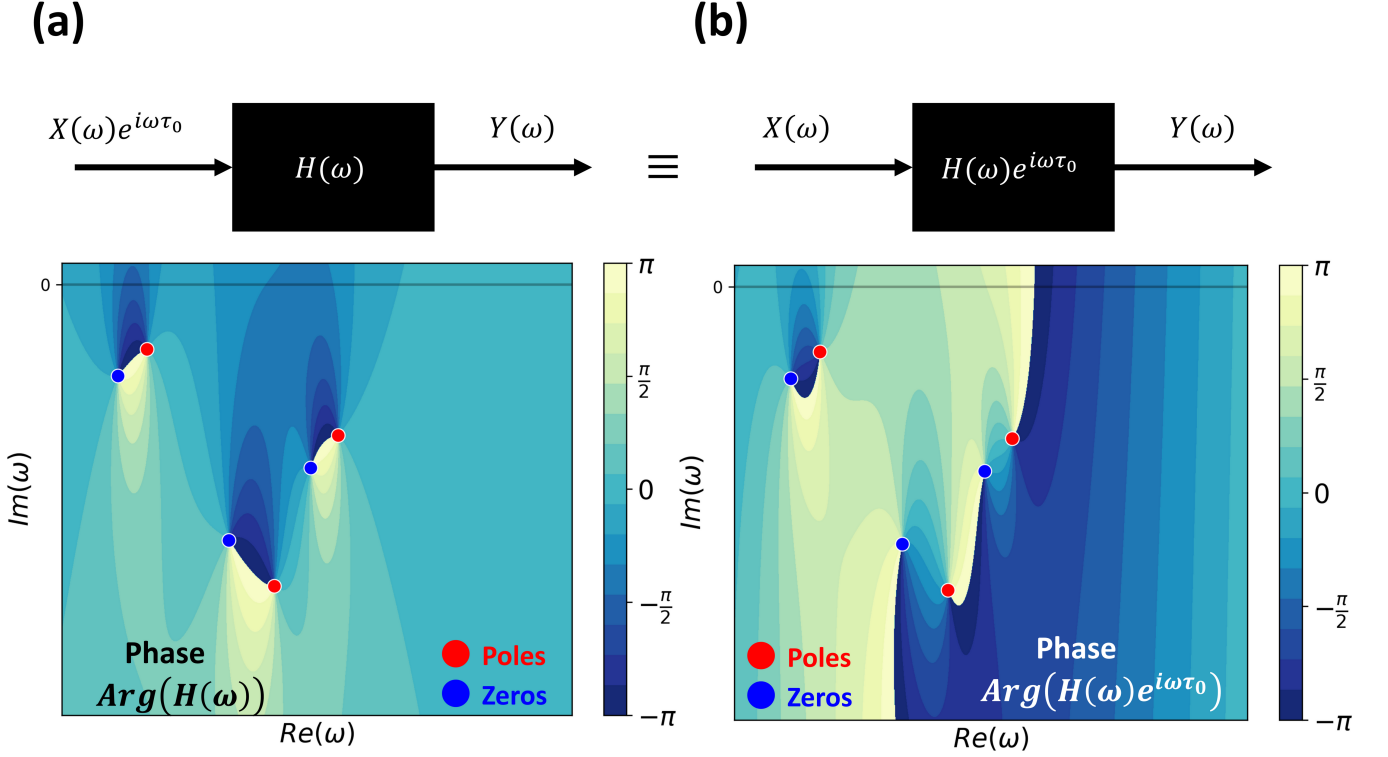 (a)
(b)
X(ω)e^{iωτ₀}
H(ω)
Y(ω)
≡
X(ω)
H(ω)e^{iωτ₀}
Y(ω)
0
Im(ω)
Re(ω)
Phase
Arg(H(ω))
Poles
Zeros
π
π/2
0
−π/2
−π
0
Im(ω)
Re(ω)
Poles
Zeros
Phase
Arg(H(ω)e^{iωτ₀})
π
π/2
0
−π/2
−π